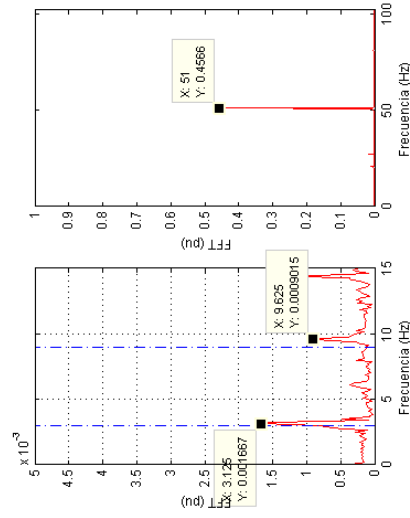 1
0.9
0.8
0.7
0.6
0.5
0.4
0.3
0.2
0.1
0
FFT (pu)
X: 51
Y: 0.4566
0
50
100
Frecuencia (Hz)
x 10^-3
5
4.5
4
3.5
3
2.5
2
1.5
1
0.5
0
FFT (pu)
X: 3.125
Y: 0.001667
X: 9.625
Y: 0.0009015
0
5
10
15
Frecuencia (Hz)